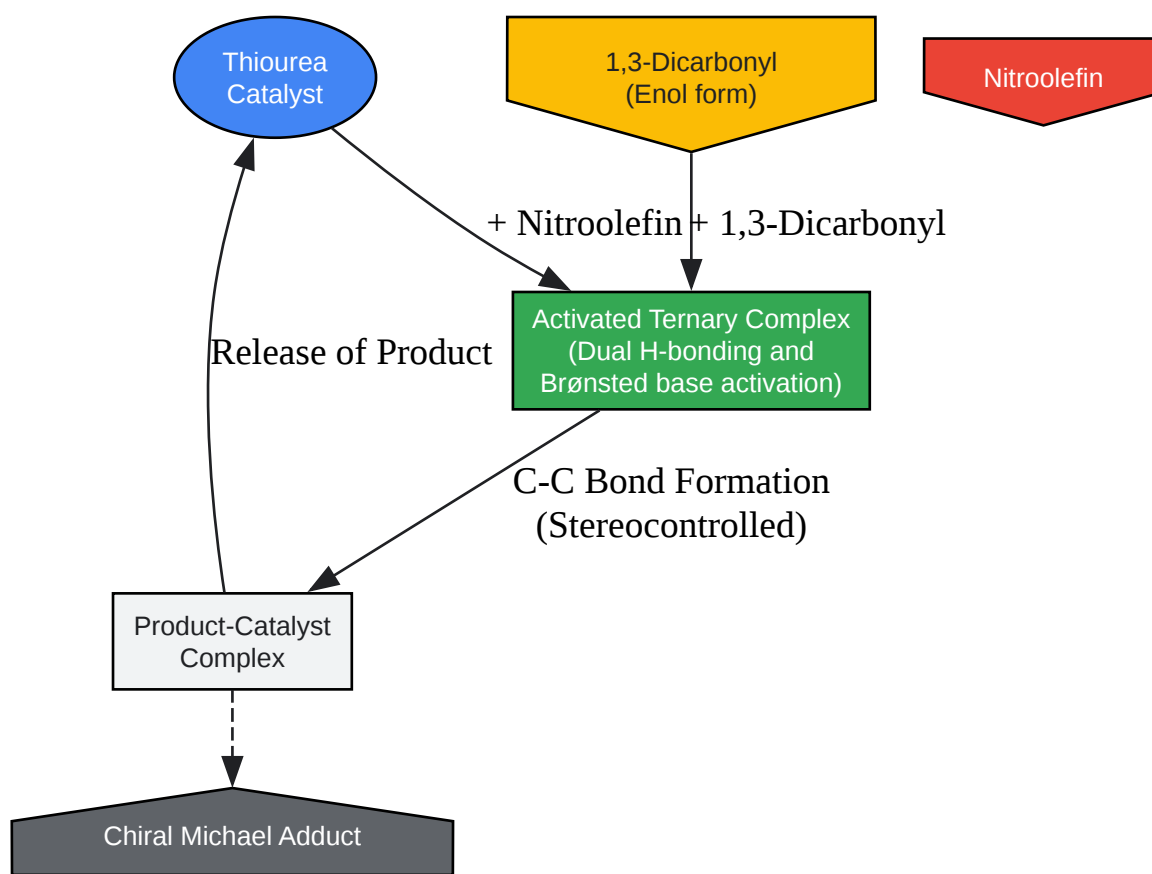 Thiourea
Catalyst
1,3-Dicarbonyl
(Enol form)
Nitroolefin
+ Nitroolefin
+ 1,3-Dicarbonyl
Activated Ternary Complex
(Dual H-bonding and
Brønsted base activation)
Release of Product
C-C Bond Formation
(Stereocontrolled)
Product-Catalyst
Complex
Chiral Michael Adduct